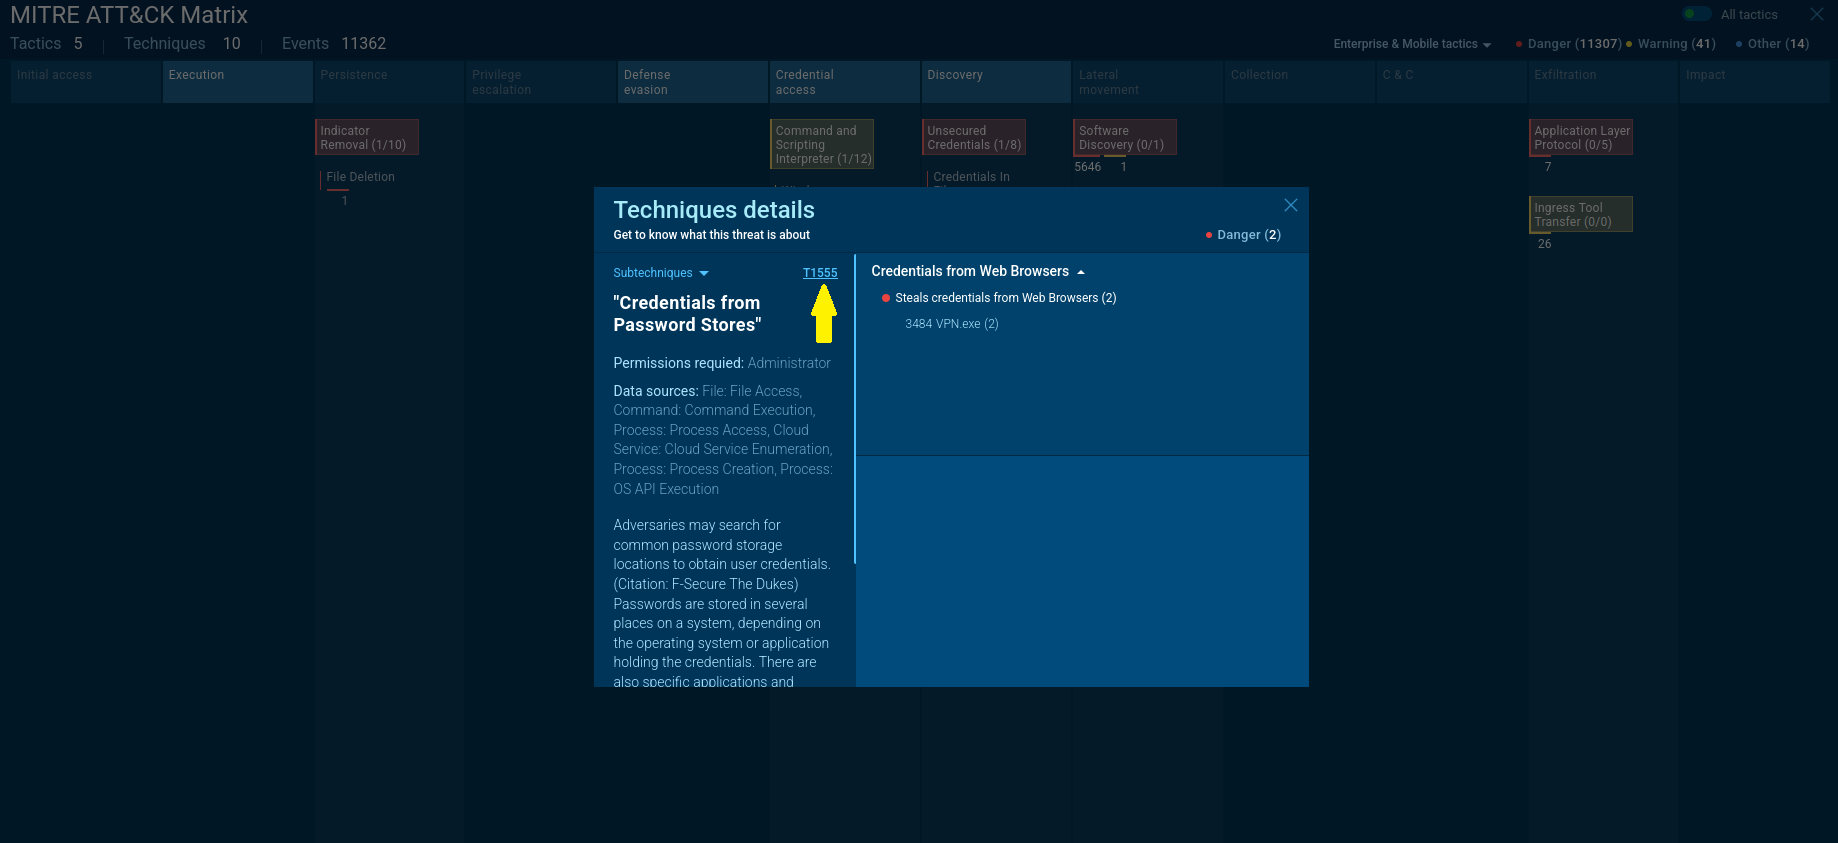 MITRE ATT&CK Matrix
All tactics
Tactics 5 | Techniques 10 | Events 11362
Enterprise & Mobile tactics
Danger (11307)
Warning (41)
Other (14)
Initial access
Execution
Persistence
Privilege
escalation
Defense
evasion
Credential
access
Discovery
Lateral
movement
Collection
C & C
Exfiltration
Impact
Indicator
Removal (1/10)
File Deletion
1
Command and
Scripting
Interpreter (1/12)
Unsecured
Credentials (1/8)
Credentials In
Software
Discovery (0/1)
5646 1
Application Layer
Protocol (0/5)
7
Ingress Tool
Transfer (0/0)
26
Techniques details
Get to know what this threat is about
Danger (2)
Subtechniques
T1555
"Credentials from
Password Stores"
Permissions requied: Administrator
Data sources: File: File Access,
Command: Command Execution,
Process: Process Access, Cloud
Service: Cloud Service Enumeration,
Process: Process Creation, Process:
OS API Execution
Adversaries may search for
common password storage
locations to obtain user credentials.
(Citation: F-Secure The Dukes)
Passwords are stored in several
places on a system, depending on
the operating system or application
holding the credentials. There are
also specific applications and
Credentials from Web Browsers
Steals credentials from Web Browsers (2)
3484 VPN.exe (2)